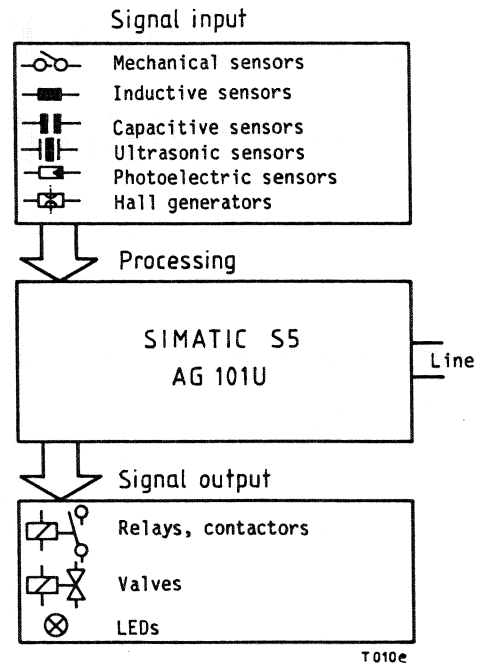 Signal input
Mechanical sensors
Inductive sensors
Capacitive sensors
Ultrasonic sensors
Photoelectric sensors
Hall generators
Processing
SIMATIC S5
AG 101U
Line
Signal output
Relays, contactors
Valves
LEDs
T010e